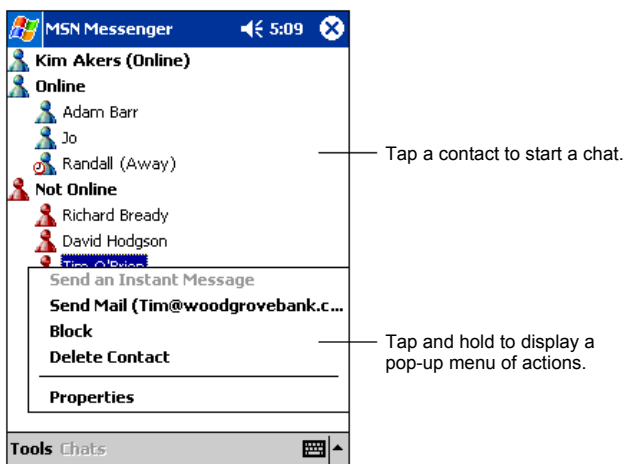 MSN Messenger 5:09
Kim Akers (Online)
Online
Adam Barr
Jo
Randall (Away)
Not Online
Richard Bready
David Hodgson
Tim O'Brien
Send an Instant Message
Send Mail (Tim@woodgrovebank.c...
Block
Delete Contact
Properties
Tools Chats
Tap a contact to start a chat.
Tap and hold to display a
pop-up menu of actions.